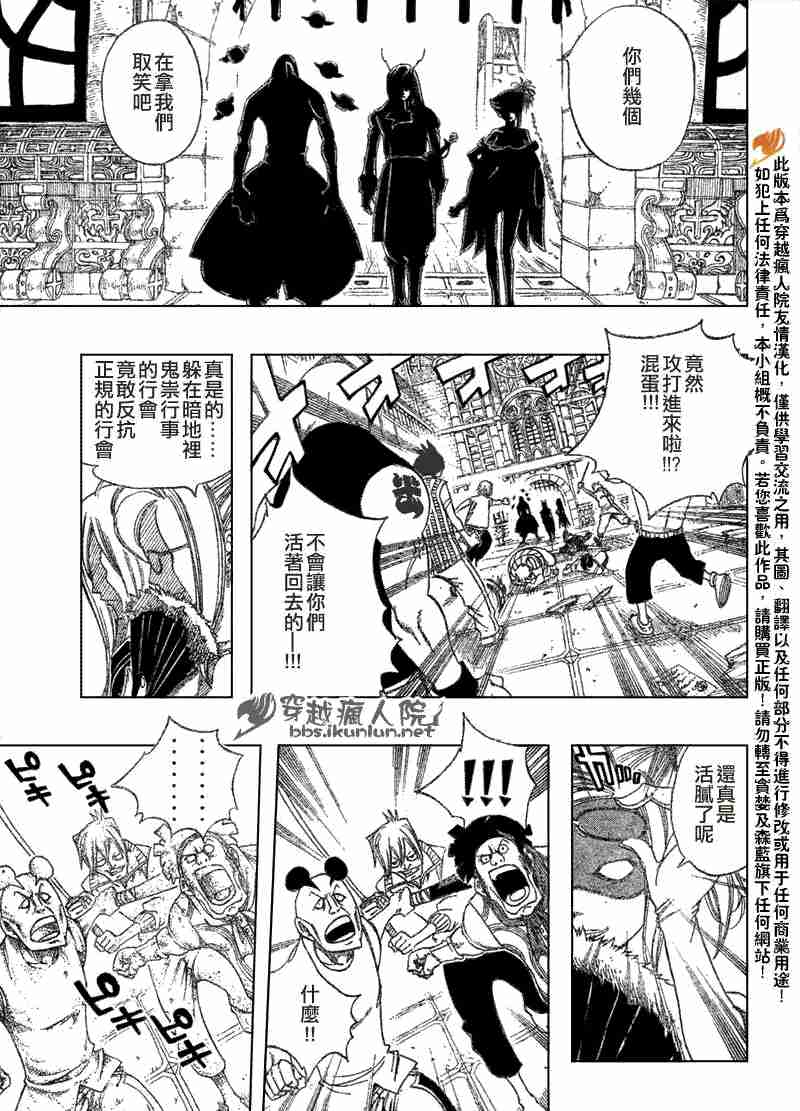 你們幾個
在拿我們
取笑吧
竟然
攻打進來啦!!?
混蛋!!!
不會讓你們
活著回去的—!!!
真是的……
躲在暗地裡
鬼祟行事
的行會
竟敢反抗
正規的行會
還真是
活膩了呢
!!!
什麼!!
……
穿越瘋人院
bbs.ikunlun.net
此版本爲穿越瘋人院友情漢化，僅供學習交流之用，其圖、翻譯以及任何部分不得進行修改或用于任何商業用途！
如犯上任何法律責任，本小組概不負責。若您喜歡此作品，請購買正版！請勿轉至貪婪及森藍旗下任何網站！